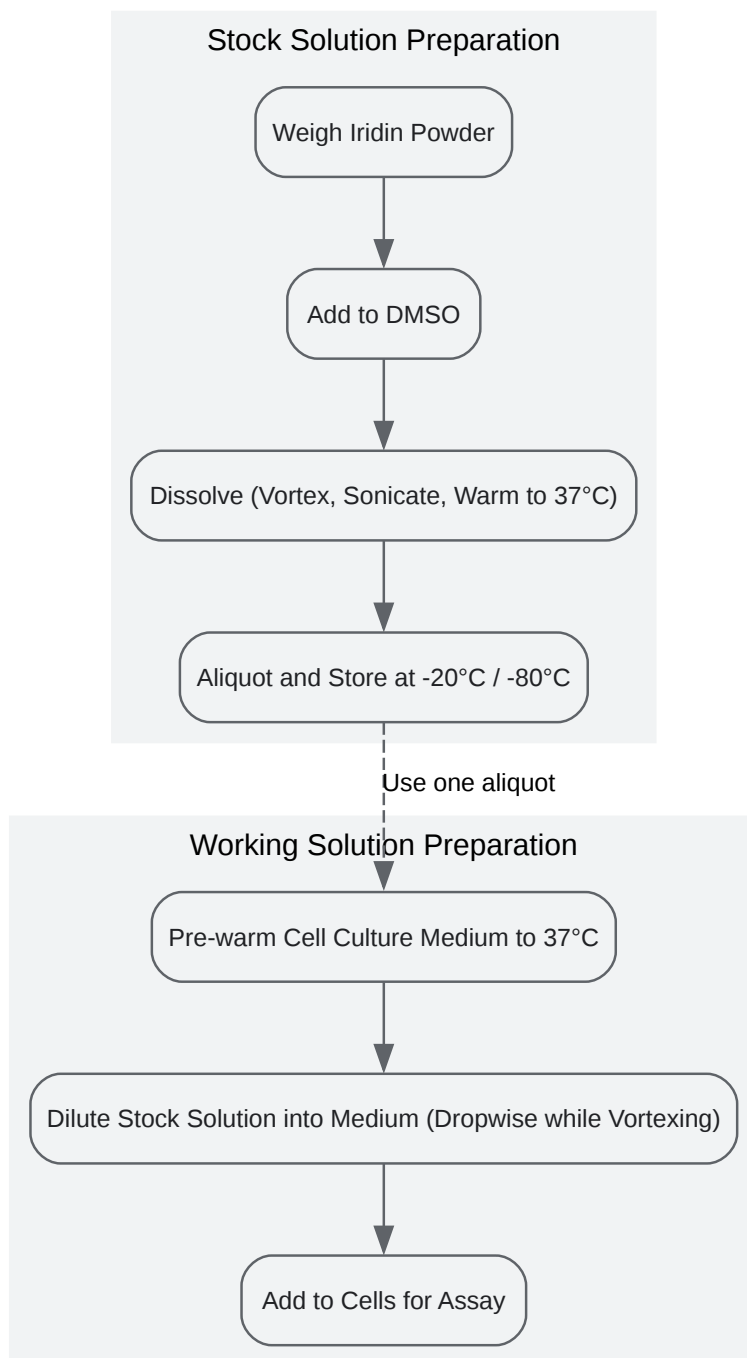 Stock Solution Preparation
Weigh Iridin Powder
Add to DMSO
Dissolve (Vortex, Sonicate, Warm to 37°C)
Aliquot and Store at -20°C / -80°C
Use one aliquot
Working Solution Preparation
Pre-warm Cell Culture Medium to 37°C
Dilute Stock Solution into Medium (Dropwise while Vortexing)
Add to Cells for Assay